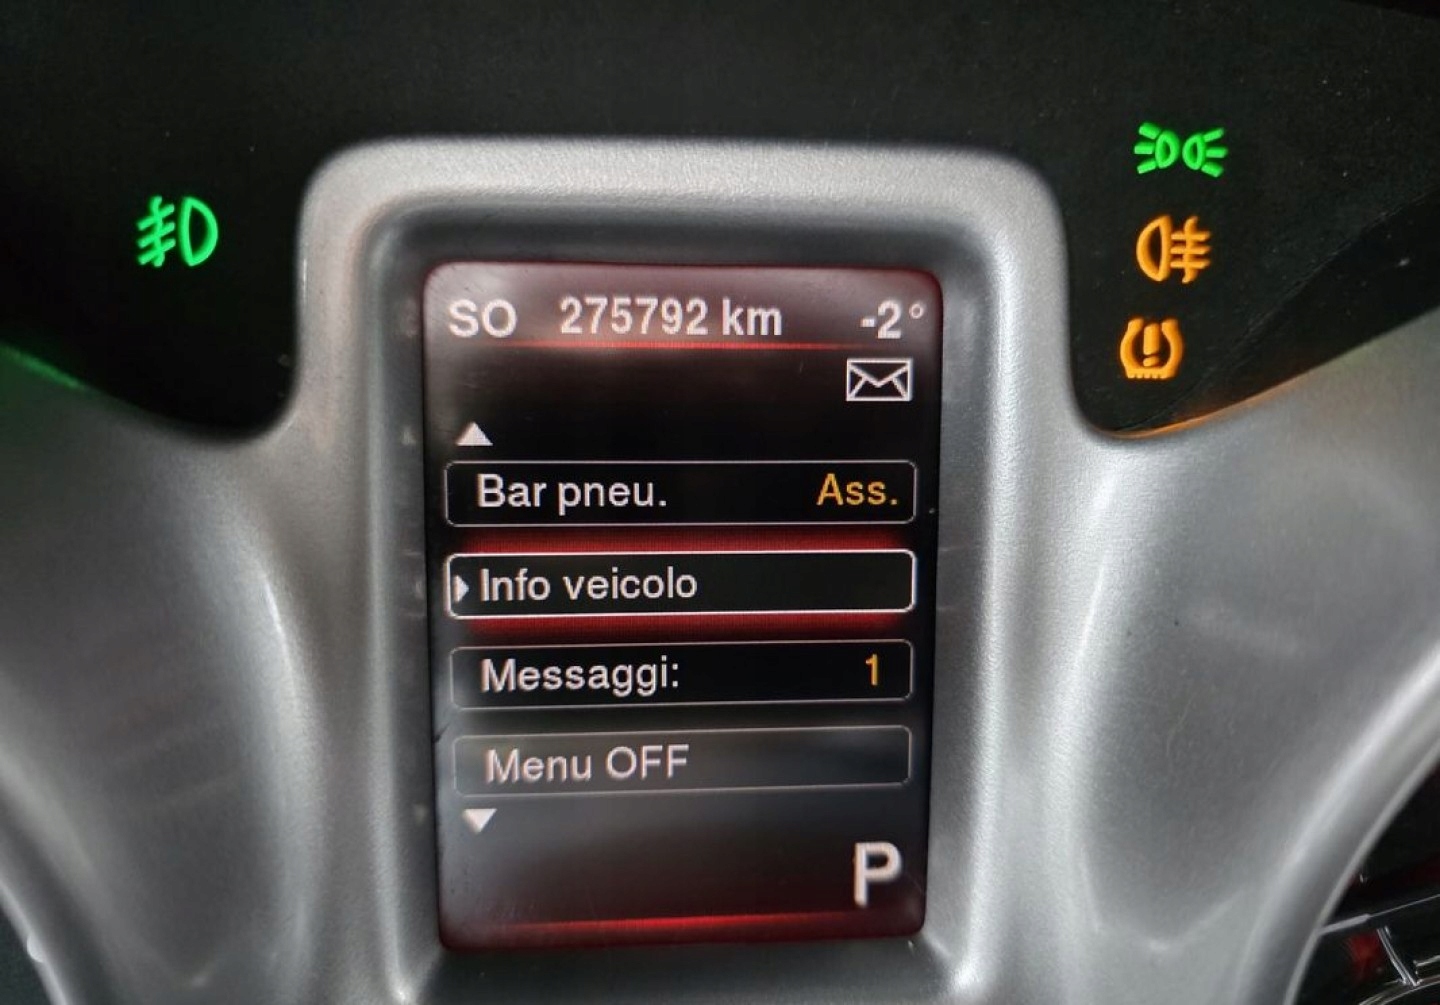 SO 275792 km -2°
Bar pneu. Ass.
Info veicolo
Messaggi: 1
Menu OFF
P